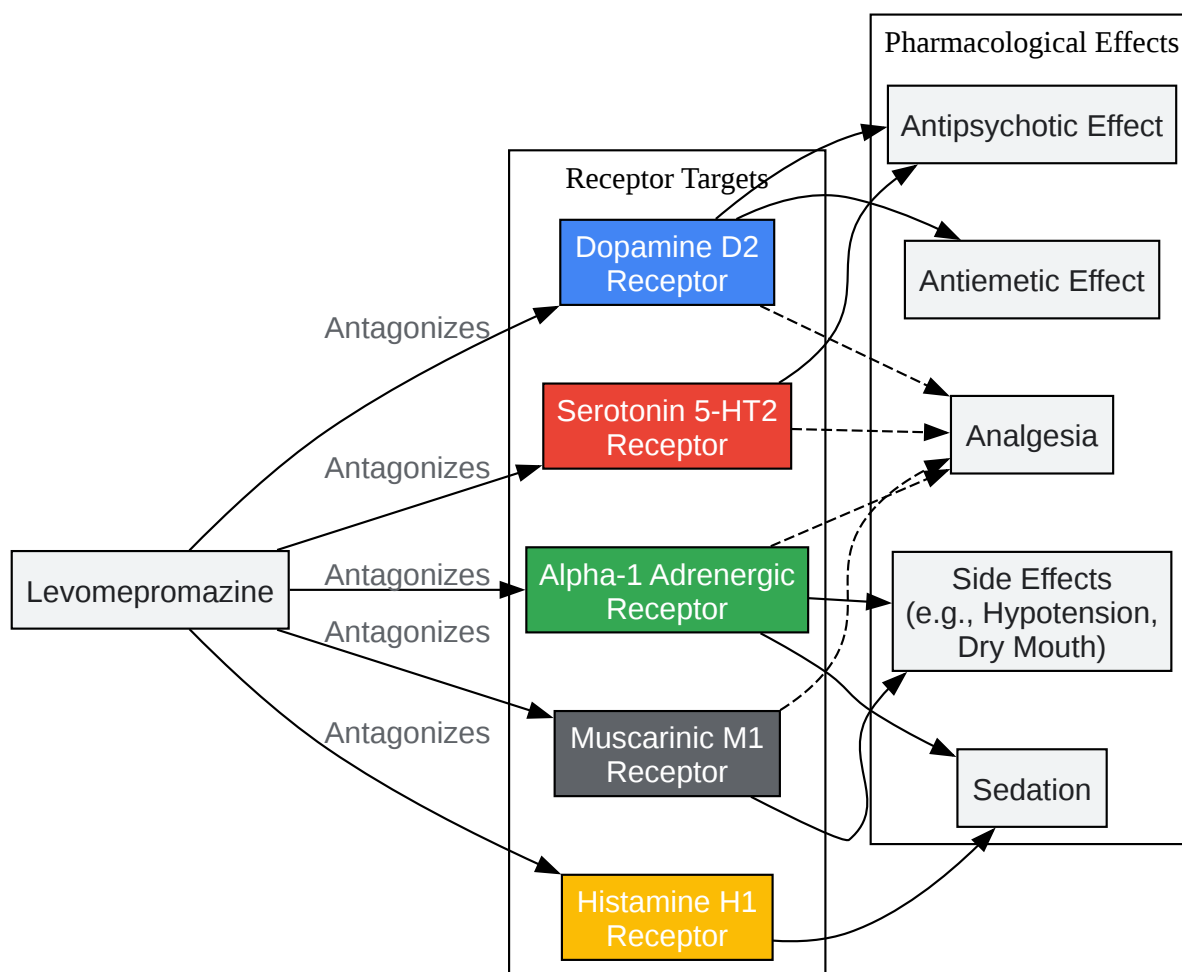 Pharmacological Effects
Antipsychotic Effect
Receptor Targets
Dopamine D2
Receptor
Antiemetic Effect
Antagonizes
Serotonin 5-HT2
Receptor
Analgesia
Antagonizes
Levomepromazine
Antagonizes
Alpha-1 Adrenergic
Receptor
Side Effects
(e.g., Hypotension,
Dry Mouth)
Antagonizes
Muscarinic M1
Receptor
Antagonizes
Sedation
Histamine H1
Receptor